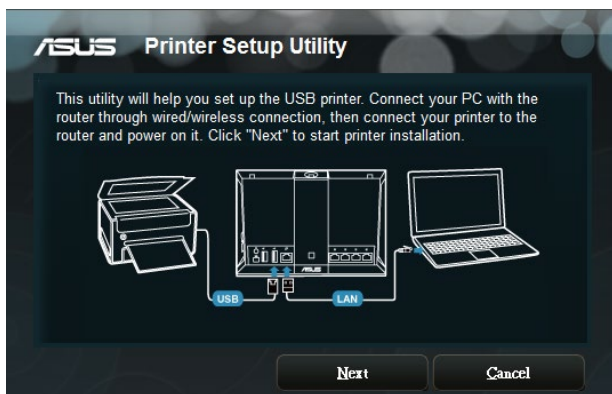 ASUS Printer Setup Utility
This utility will help you set up the USB printer. Connect your PC with the
router through wired/wireless connection, then connect your printer to the
router and power on it. Click "Next" to start printer installation.
ASUS
USB
LAN
Next
Cancel